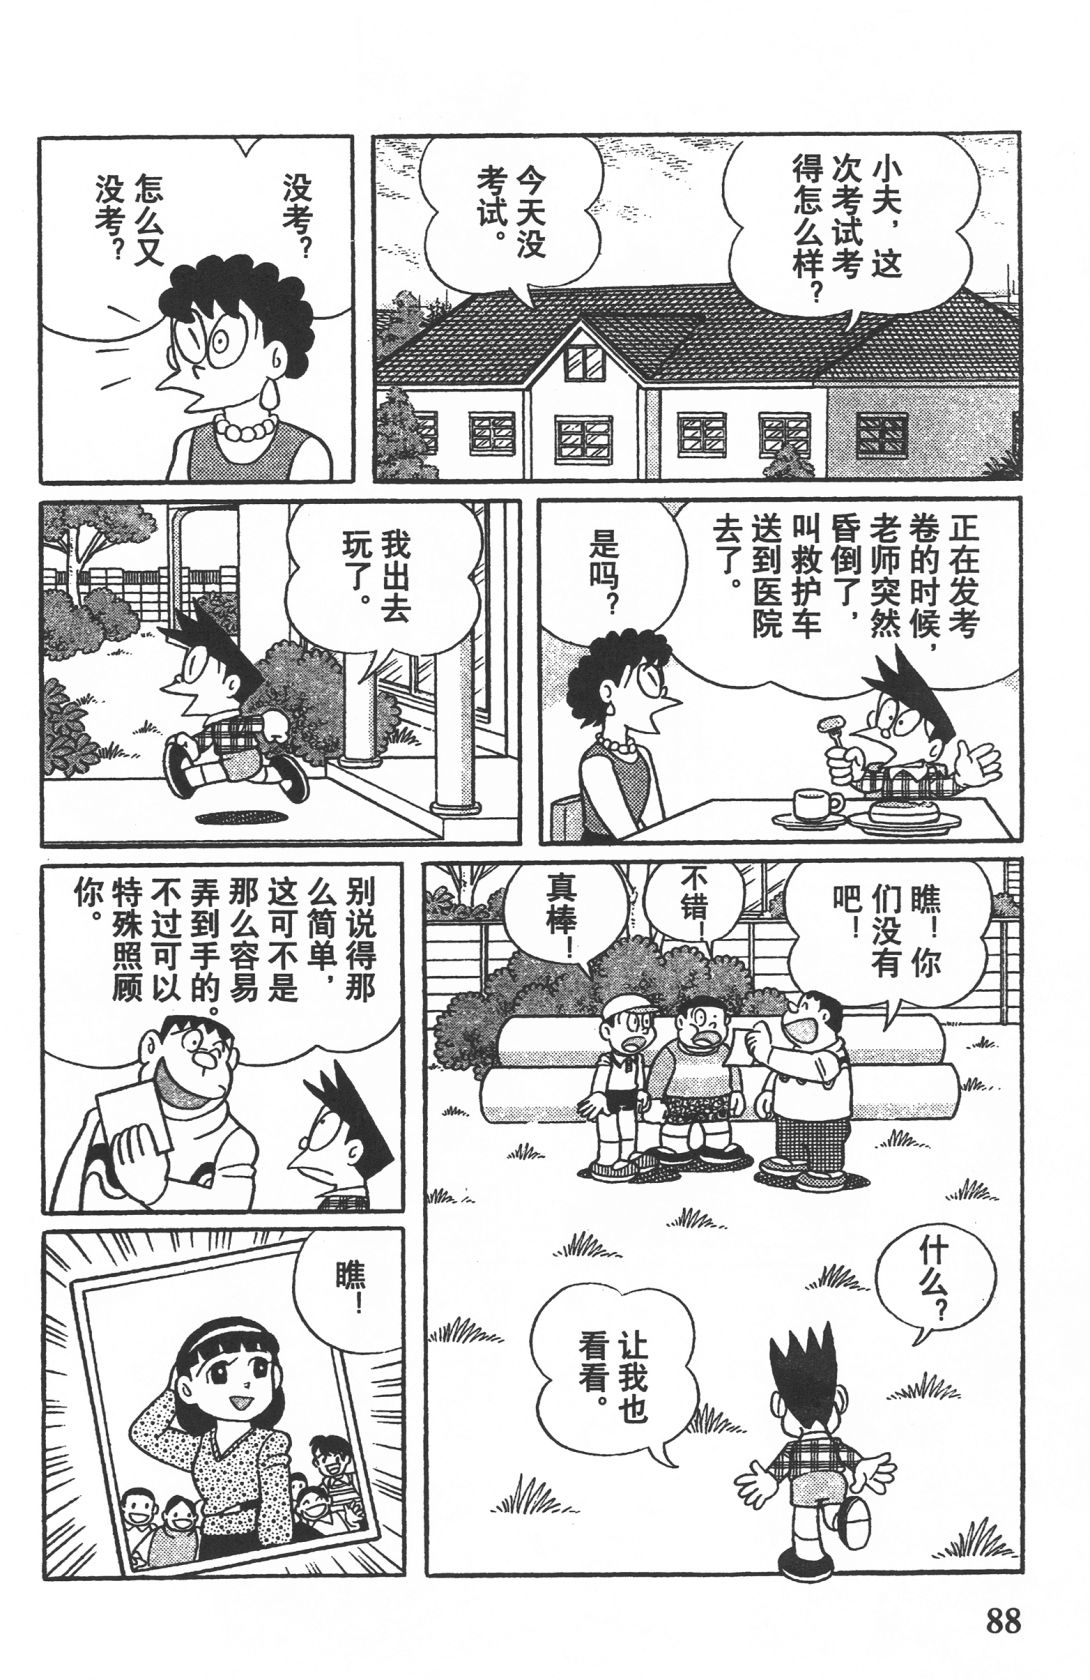 小夫，这
次考试考
得怎么样？
今天没
考试。
没考？
怎么又
没考？
正在发考
卷的时候，
老师突然
昏倒了，
叫救护车
送到医院
去了。
是吗？
我出去
玩了。
瞧！你
们没有
吧！
不错！
真棒！
什么？
让我也
看看。
别说得那
么简单，
这可不是
那么容易
弄到手的。
不过可以
特殊照顾
你。
瞧！
88